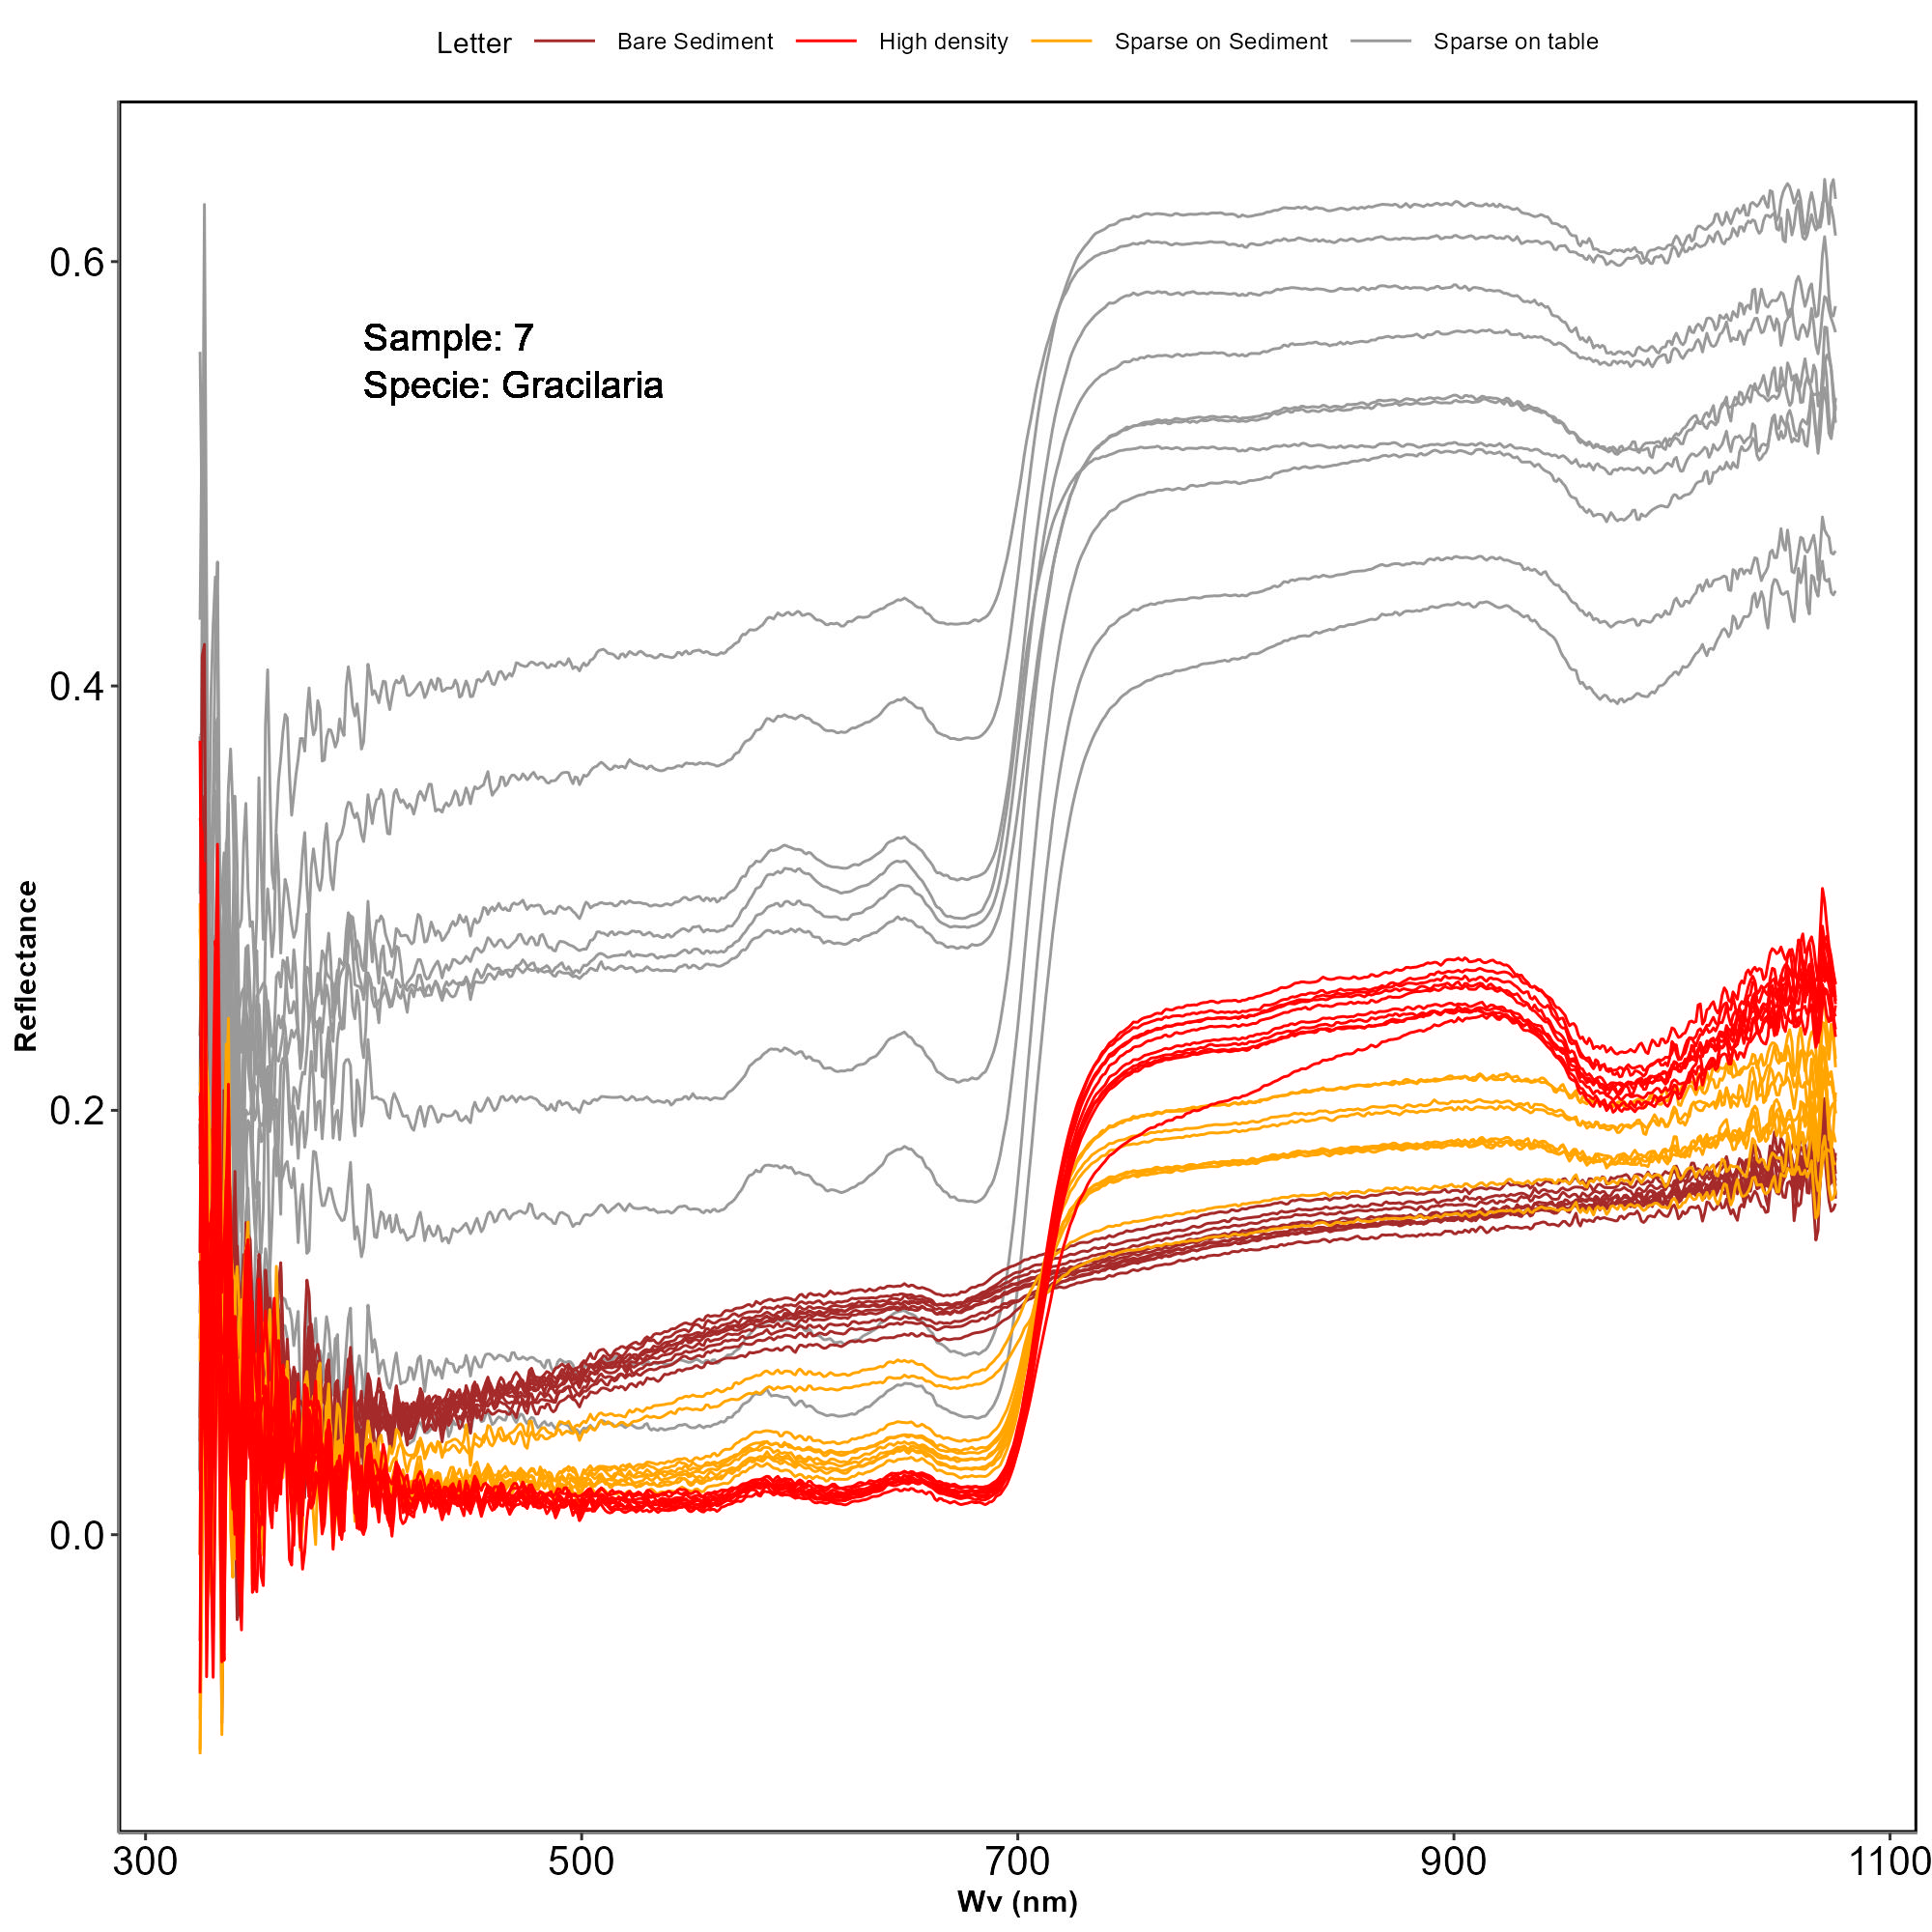 Letter Bare Sediment High density Sparse on Sediment Sparse on table
Sample: 7
Specie: Gracilaria
Reflectance
0.6
0.4
0.2
0.0
300 500 700 900 1100
Wv (nm)